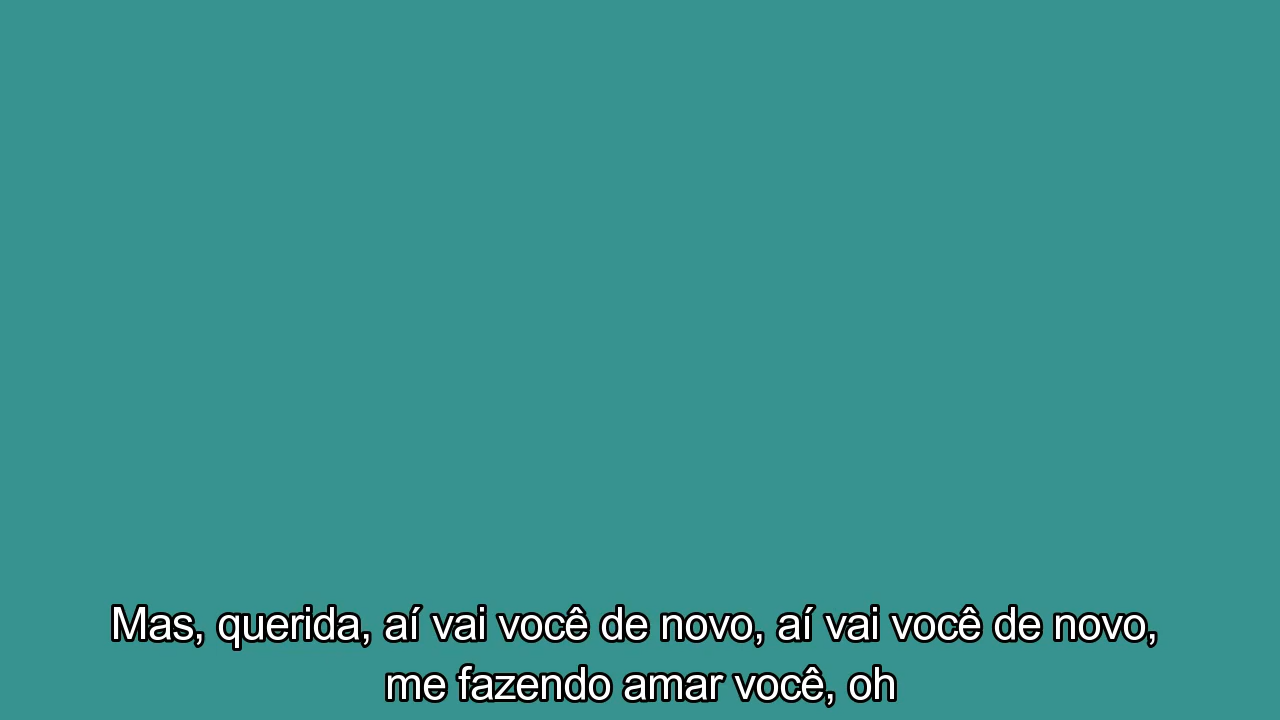 Mas, querida, aí vai você de novo, aí vai você de novo,
me fazendo amar você, oh